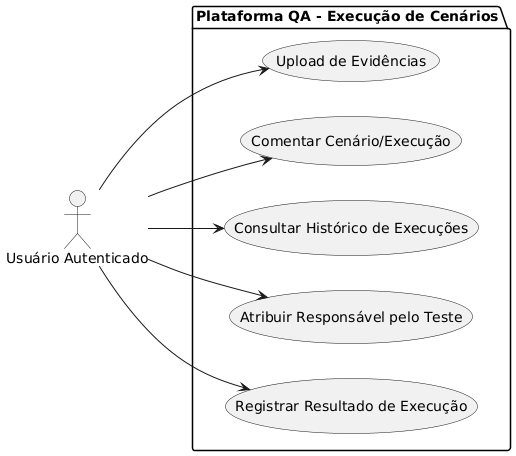 Plataforma QA - Execução de Cenários
Upload de Evidências
Comentar Cenário/Execução
Consultar Histórico de Execuções
Usuário Autenticado
Atribuir Responsável pelo Teste
Registrar Resultado de Execução